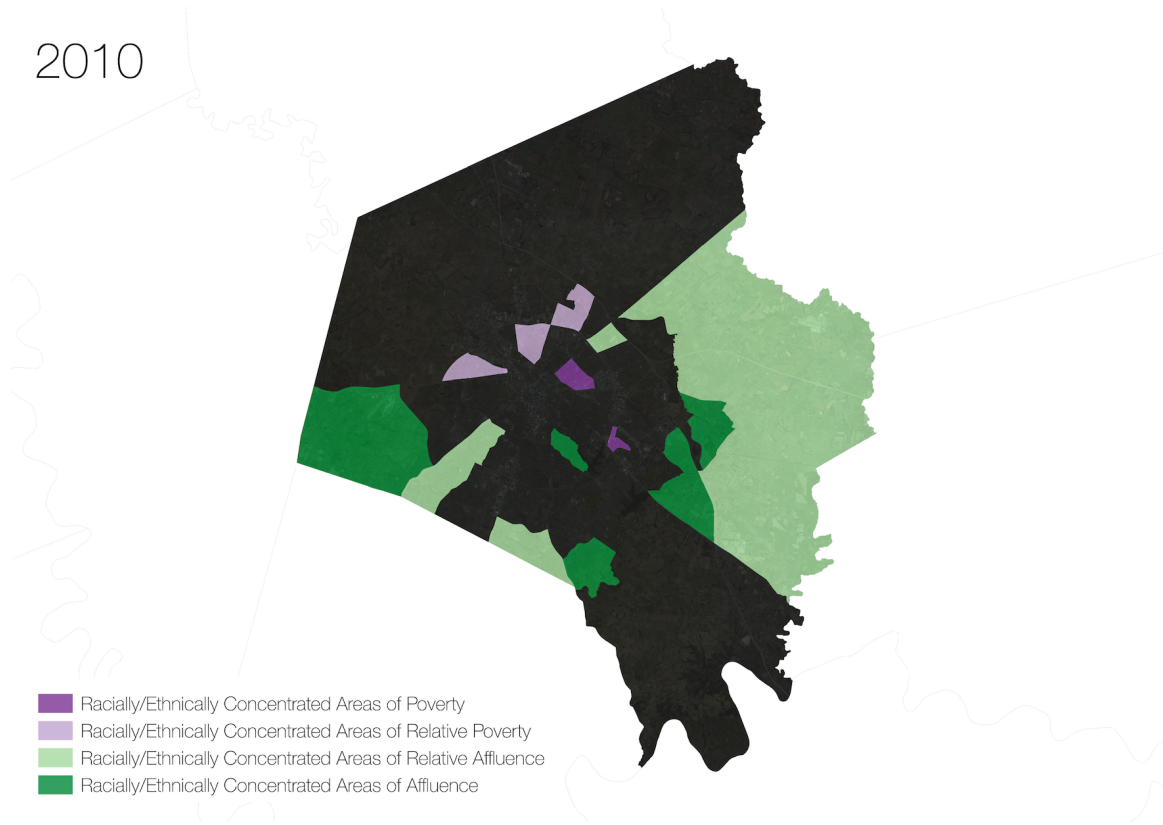 2010
Racially/Ethnically Concentrated Areas of Poverty
Racially/Ethnically Concentrated Areas of Relative Poverty
Racially/Ethnically Concentrated Areas of Relative Affluence
Racially/Ethnically Concentrated Areas of Affluence